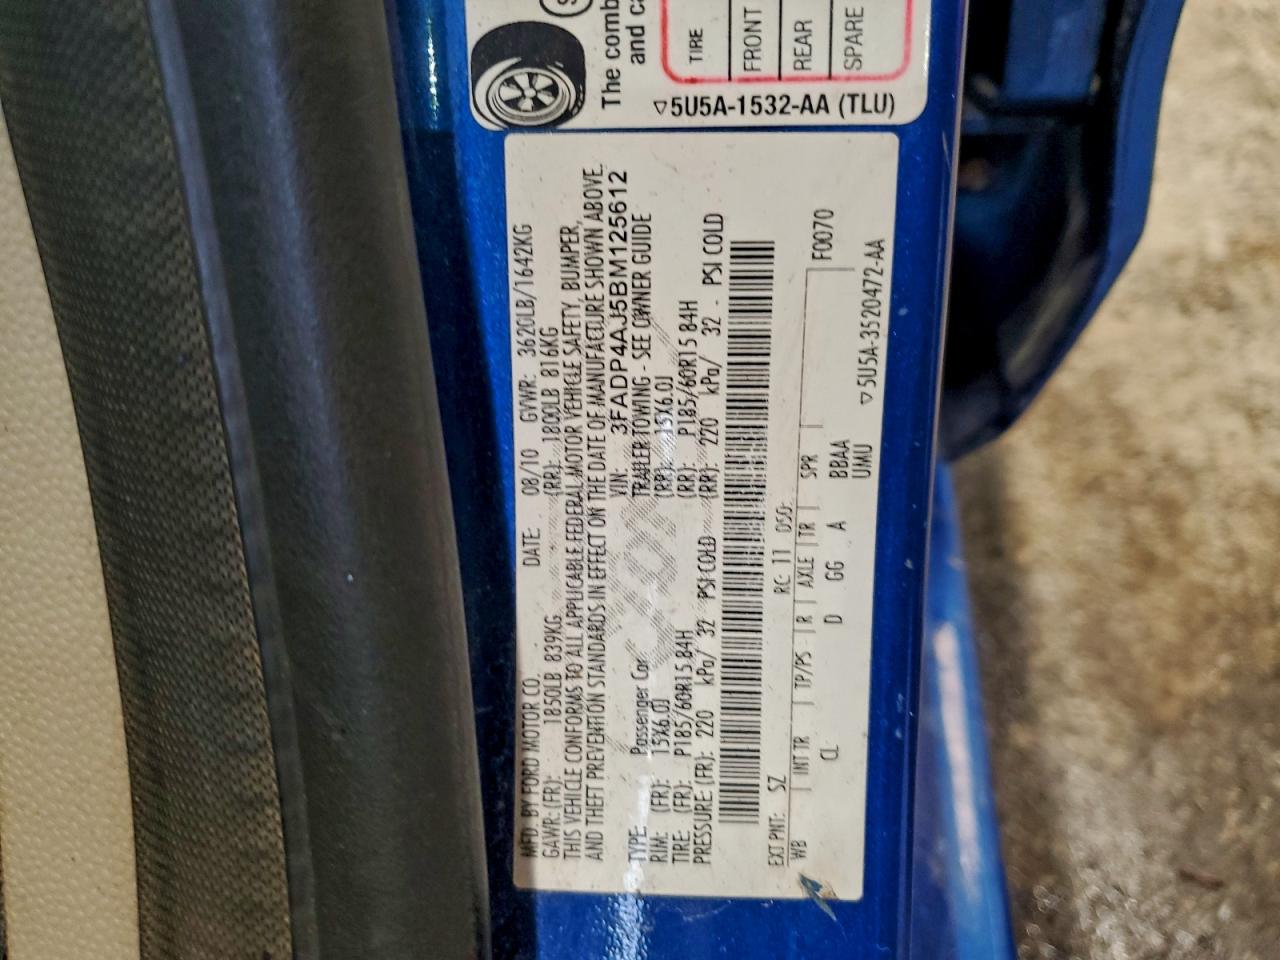 The comb
and ca
TIRE
FRONT
REAR
SPARE
5U5A-1532-AA (TLU)
MFD. BY FORD MOTOR CO.
DATE: 08/10 GVWR: 3620LB/1642KG
GAWR:(FR): 1850LB 839KG (RR): 1800LB 816KG
THIS VEHICLE CONFORMS TO ALL APPLICABLE FEDERAL MOTOR VEHICLE SAFETY, BUMPER,
AND THEFT PREVENTION STANDARDS IN EFFECT ON THE DATE OF MANUFACTURE SHOWN ABOVE.
VIN: 3FADP4AJ5BM125612
TYPE: Passenger Car TRAILER TOWING - SEE OWNER GUIDE
RIM: (FR): 15X6.0J (RR): 15X6.0J
TIRE: (FR): P185/60R15 84H (RR): P185/60R15 84H
PRESSURE: (FR): 220 kPa/ 32 PSI COLD (RR): 220 kPa/ 32 - PSI COLD
EXT PNT: SZ RC: 11 DSO: F0070
WB INT TR TP/PS R AXLE TR SPR
CL D GG A BBAA
UMU
5U5A-3520472-AA